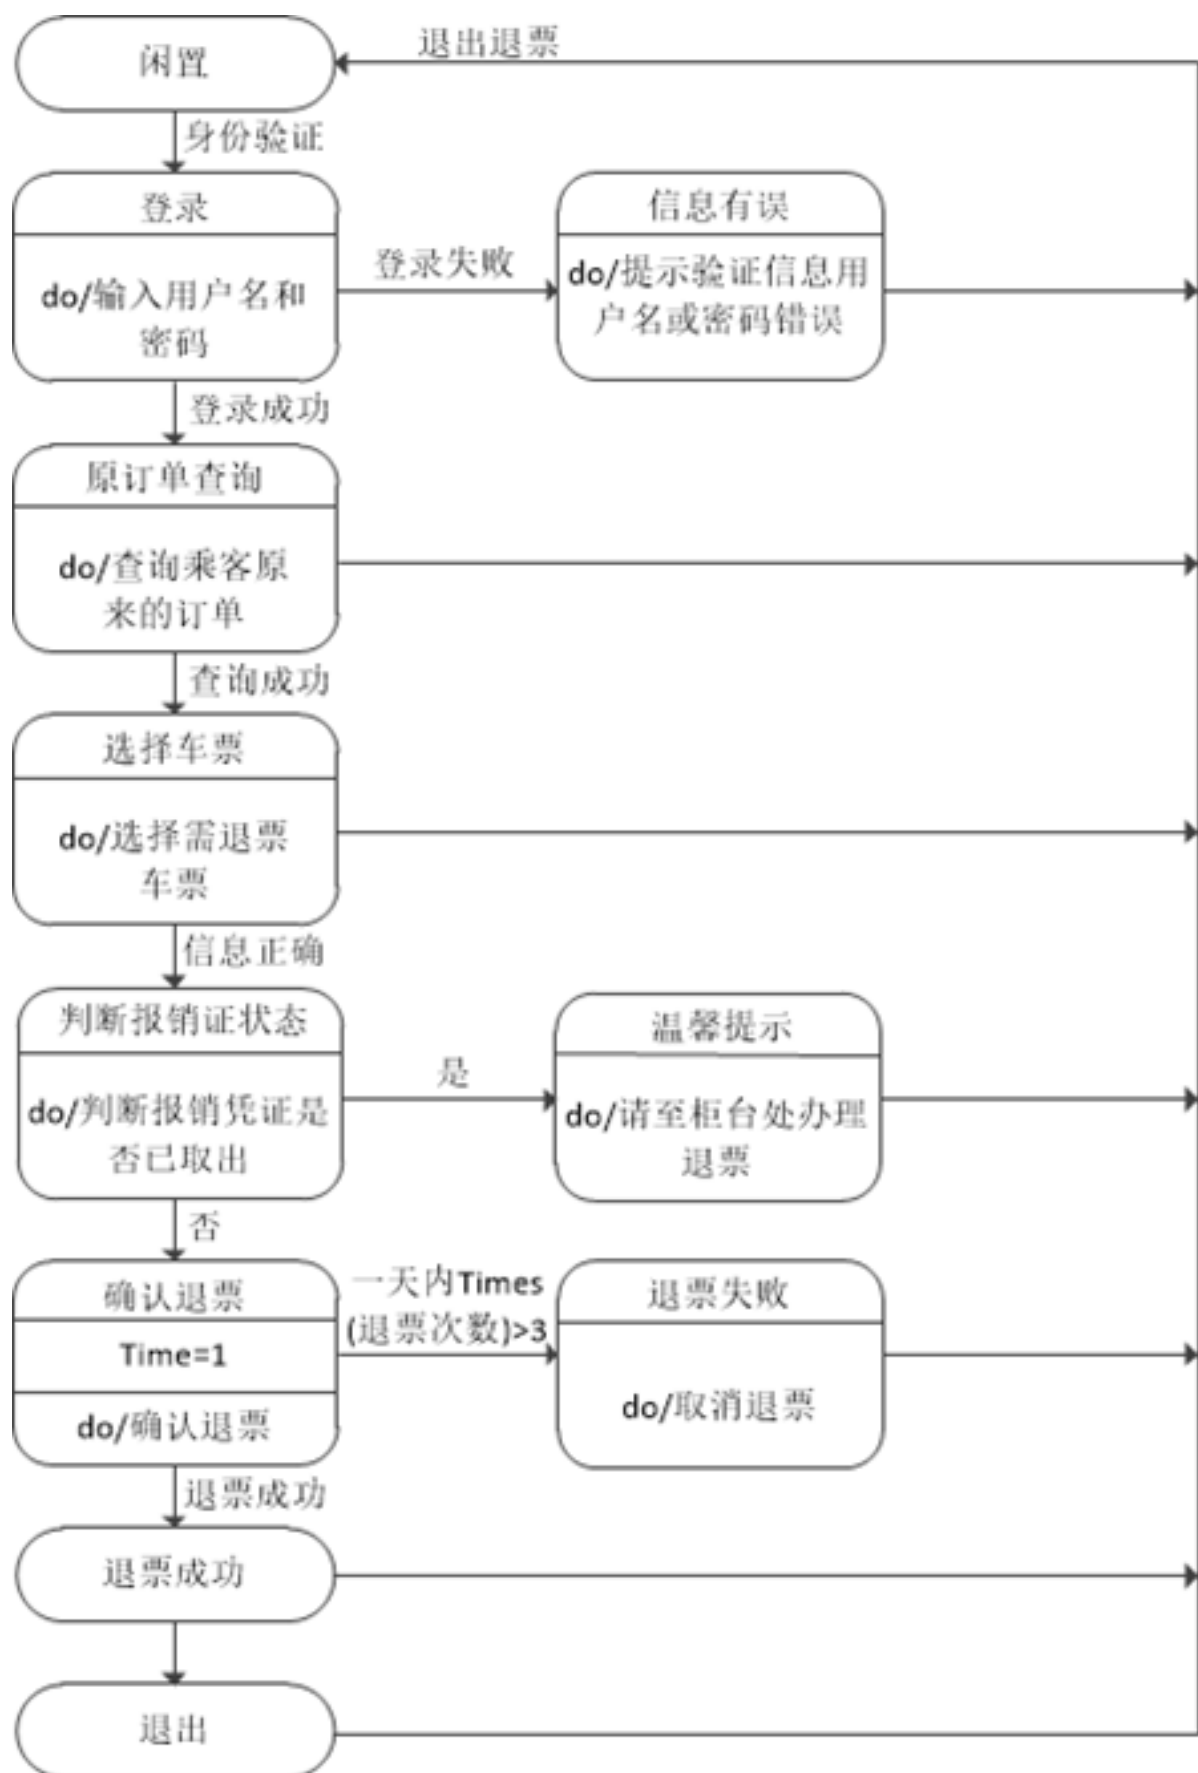 退出退票
闲置
身份验证
登录
信息有误
登录失败
do/输入用户名和
密码
do/提示验证信息用
户名或密码错误
登录成功
原订单查询
do/查询乘客原
来的订单
查询成功
选择车票
do/选择需退票
车票
信息正确
判断报销证状态
温馨提示
是
do/判断报销凭证是
否已取出
do/请至柜台处办理
退票
否
确认退票
一天内Times
(退票次数)>3
退票失败
Time=1
do/确认退票
do/取消退票
退票成功
退票成功
退出